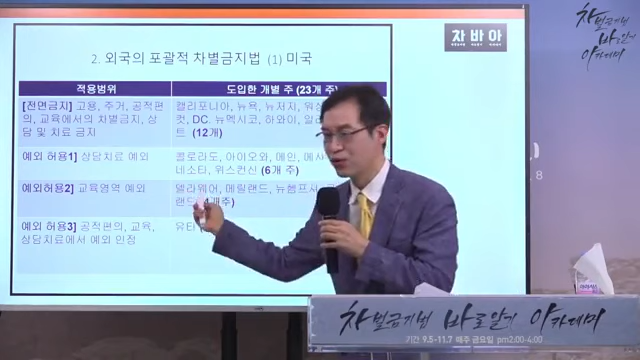 차바아
2. 외국의 포괄적 차별금지법 (1) 미국
적용범위
도입한 개별 주 (23개 주)
[전면금지] 고용, 주거, 공적편
의, 교육에서의 차별금지, 상
담 및 치료 금지
캘리포니아, 뉴욕, 뉴저지,
컷, DC. 뉴멕시코, 하와이,
트 (12개)
예외 허용1] 상담치료 예외
콜로라도, 아이오와, 메인,
네소타, 위스컨신 (6개 주)
예외허용2] 교육영역 예외
델라웨어, 메릴랜드, 뉴햄프셔,
4개주)
예외 허용3] 공적편의, 교육,
상담치료에서 예외 인정
유타
차별금지법
바로알기
아카데미
8
차별금지법 바로알기 아카데미
기간 9.5-11.7 매주 금요일 pm2:00-4:00